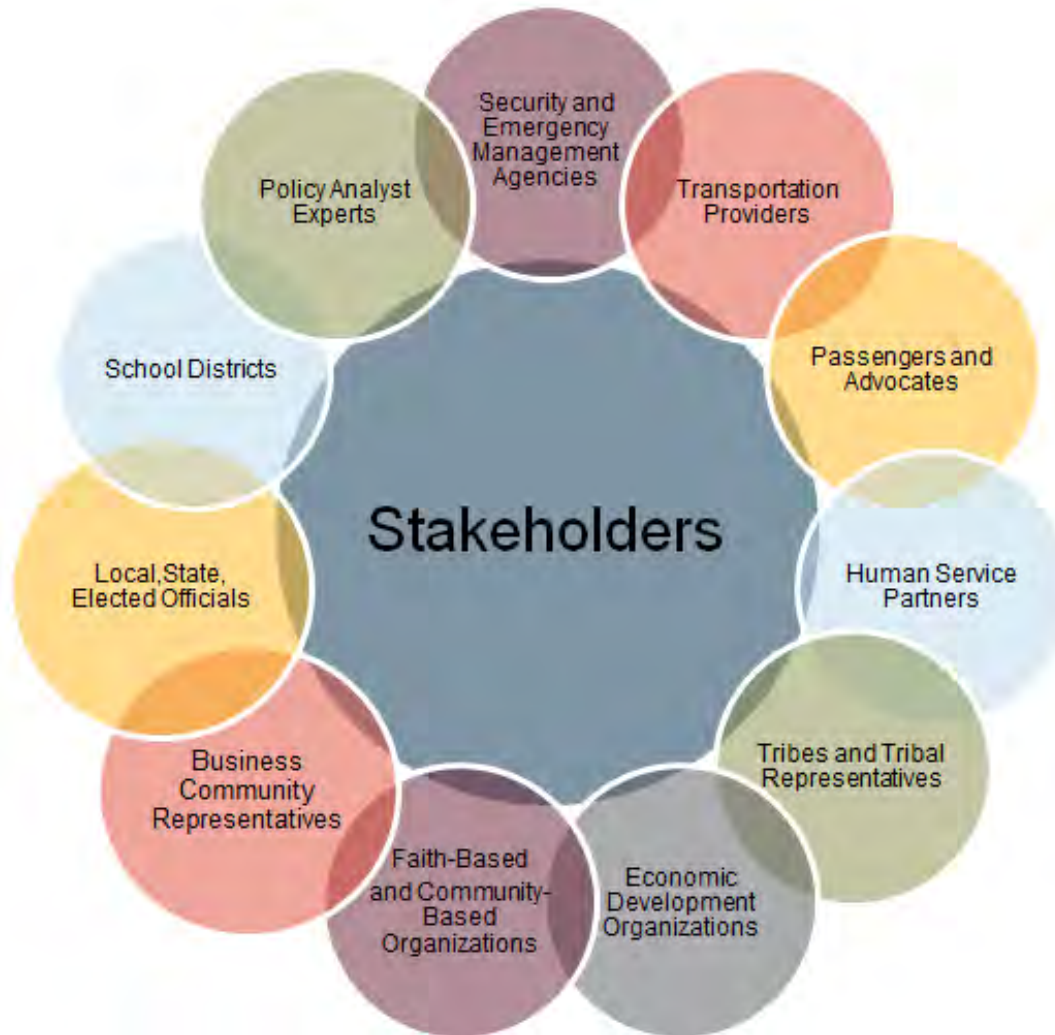 Security and
Emergency
Management
Agencies
Transportation
Providers
Passengers and
Advocates
Human Service
Partners
Tribes and Tribal
Representatives
Economic
Development
Organizations
Faith-Based
and Community-
Based
Organizations
Business
Community
Representatives
Local,State,
Elected Officials
School Districts
Policy Analyst
Experts
Stakeholders